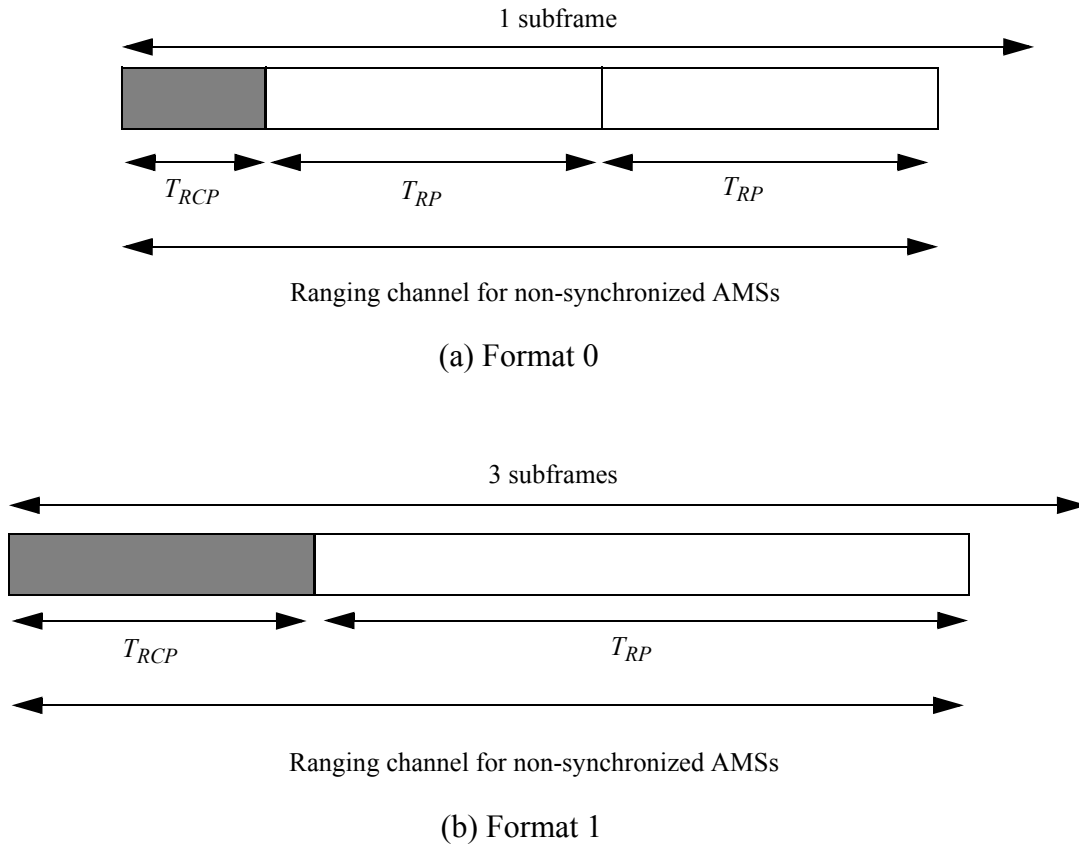 1 subframe
T_RCP
T_RP
T_RP
Ranging channel for non-synchronized AMSs
(a) Format 0
3 subframes
T_RCP
T_RP
Ranging channel for non-synchronized AMSs
(b) Format 1